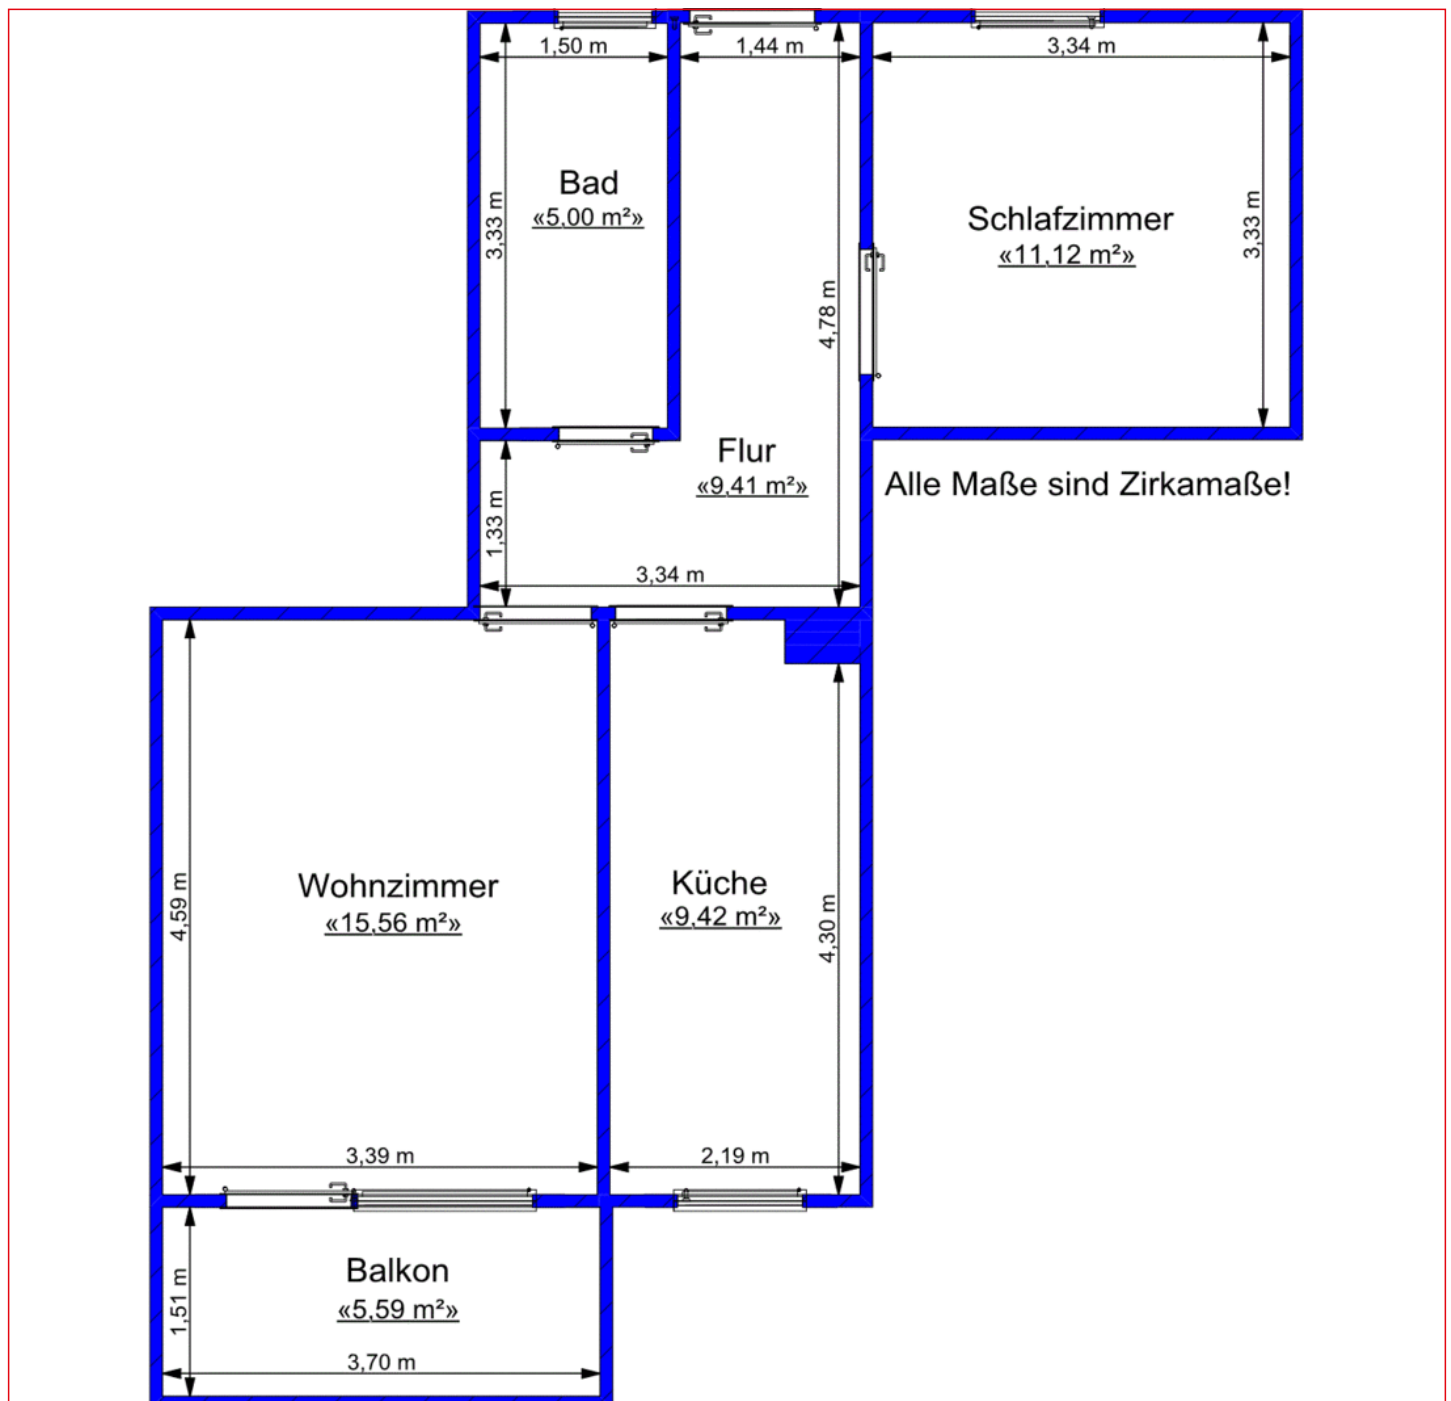 1,50 m
1,44 m
3,34 m
Bad
«5,00 m²»
3,33 m
Schlafzimmer
«11,12 m²»
3,33 m
4,78 m
Flur
«9,41 m²»
Alle Maße sind Zirkamaße!
1,33 m
3,34 m
Wohnzimmer
«15,56 m²»
4,59 m
Küche
«9,42 m²»
4,30 m
3,39 m
2,19 m
Balkon
«5,59 m²»
1,51 m
3,70 m